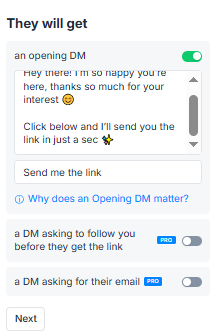 They will get
an opening DM
Hey there! I'm so happy you're
here, thanks so much for your
interest 😊
Click below and I'll send you the
link in just a sec ✨
Send me the link
ⓘ Why does an Opening DM matter?
a DM asking to follow you PRO
before they get the link
a DM asking for their email PRO
Next